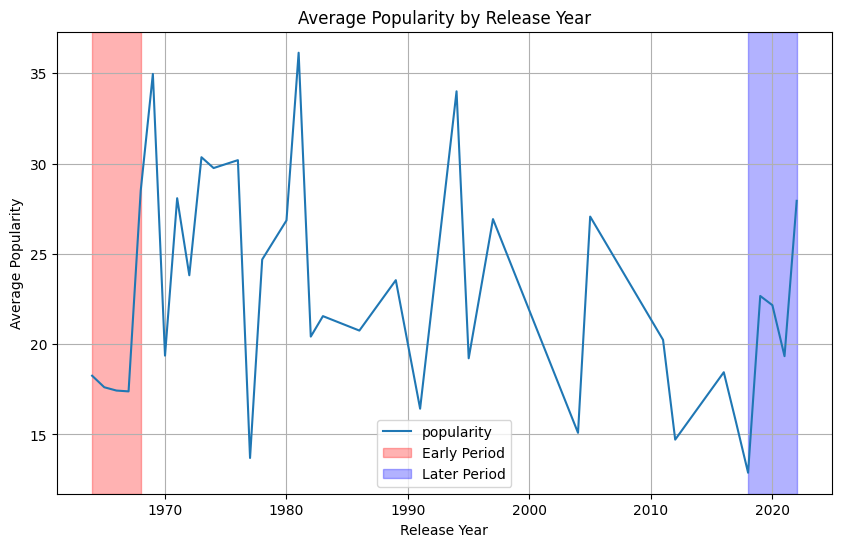 Average Popularity by Release Year
Average Popularity
35
30
25
20
15
1970
1980
1990
2000
2010
2020
Release Year
popularity
Early Period
Later Period